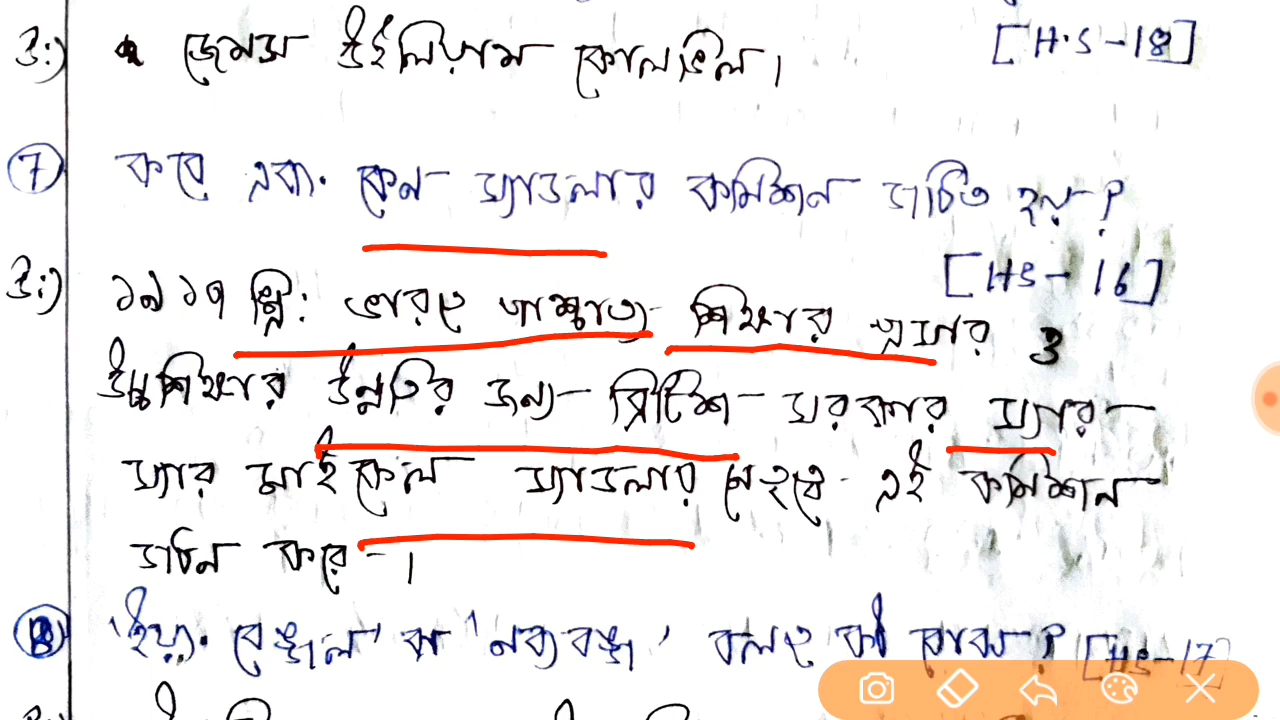 উ:) জেমস উইলিয়াম কোলভিল। [H.S-18]
7 কবে এবং কেন স্যাডলার কমিশন গঠিত হয়?
[HS-16]
উ:) ১৯১৭ খ্রি: ভারতে পাশ্চাত্য শিক্ষার প্রসার ও
উচ্চশিক্ষার উন্নতির জন্য ব্রিটিশ সরকার স্যার
স্যার মাইকেল স্যাডলার নেতৃত্বে এই কমিশন
গঠন করে।
8 'ইয়ং বেঙ্গল' বা 'নব্যবঙ্গ' বলতে কী বোঝ? [HS-17]